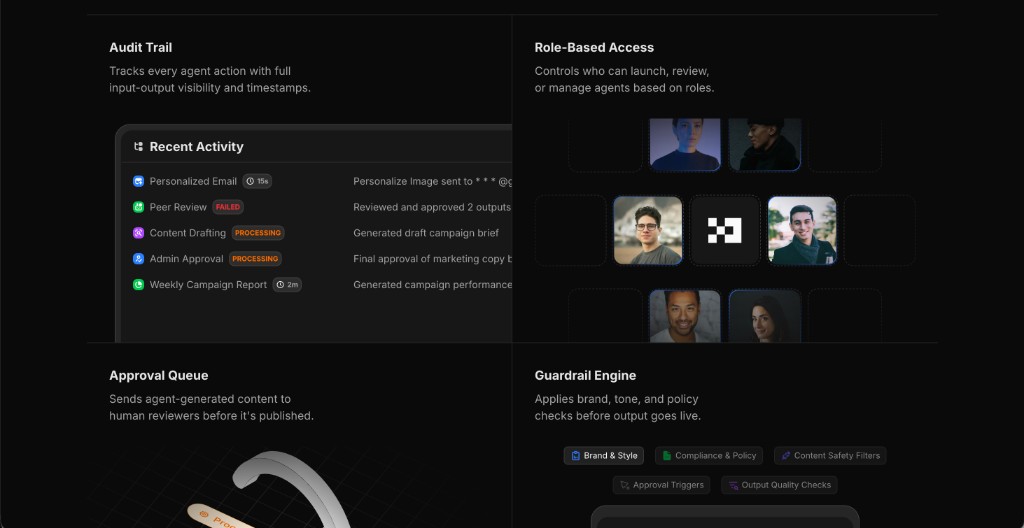 Audit Trail
Tracks every agent action with full
input-output visibility and timestamps.
Recent Activity
Personalized Email 15s Personalize Image sent to * * * @g
Peer Review FAILED Reviewed and approved 2 outputs
Content Drafting PROCESSING Generated draft campaign brief
Admin Approval PROCESSING Final approval of marketing copy b
Weekly Campaign Report 2m Generated campaign performance
Role-Based Access
Controls who can launch, review,
or manage agents based on roles.
Approval Queue
Sends agent-generated content to
human reviewers before it's published.
Guardrail Engine
Applies brand, tone, and policy
checks before output goes live.
Brand & Style Compliance & Policy Content Safety Filters
Approval Triggers Output Quality Checks